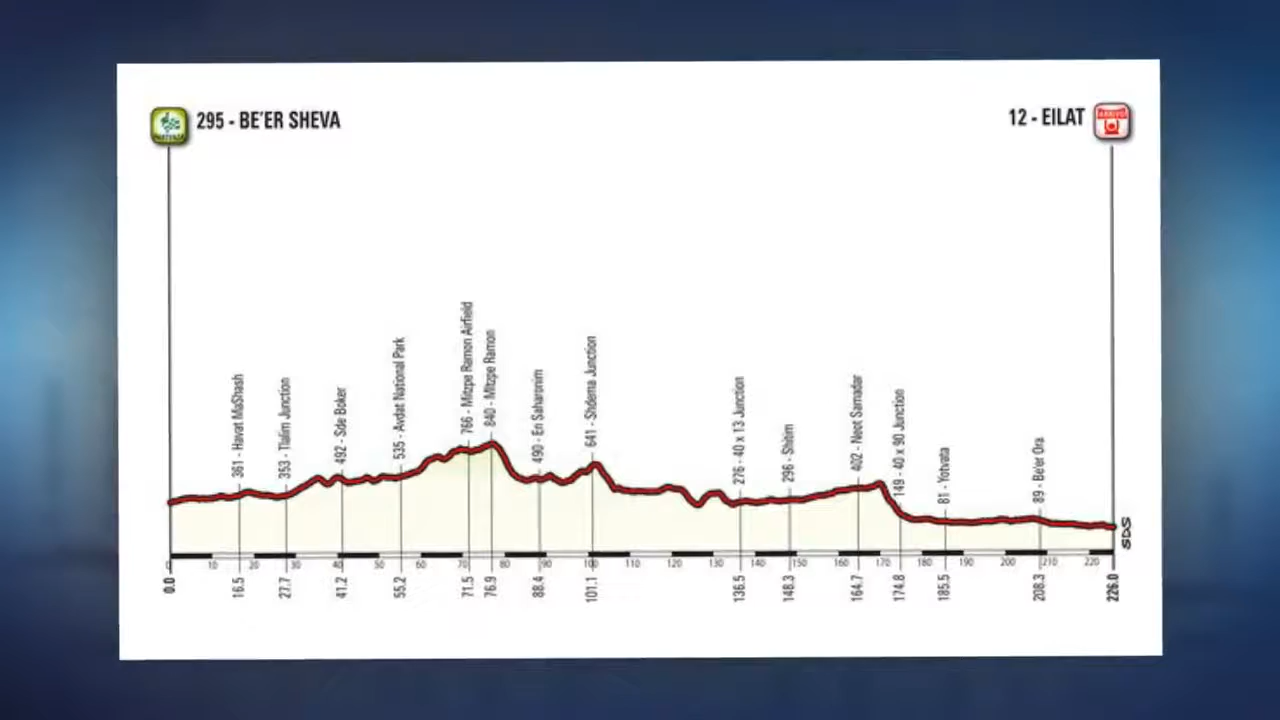 295 - BE'ER SHEVA
12 - EILAT
ARRIVO
361 - Havat MaShash
353 - Tlalim Junction
492 - Sde Boker
535 - Avdat National Park
766 - Mitzpe Ramon Airfield
840 - Mitzpe Ramon
490 - En Saharonim
641 - Shdema Junction
276 - 40 x 13 Junction
296 - Shitim
402 - Neot Samadar
149 - 40 x 90 Junction
81 - Yotvata
89 - Be'er Ora
SDS
0 10 20 30 40 50 60 70 80 90 100 110 120 130 140 150 160 170 180 190 200 210 220
0.0 16.5 27.7 41.2 55.2 71.5 76.9 88.4 101.1 136.5 148.3 164.7 174.8 185.5 208.3 226.0